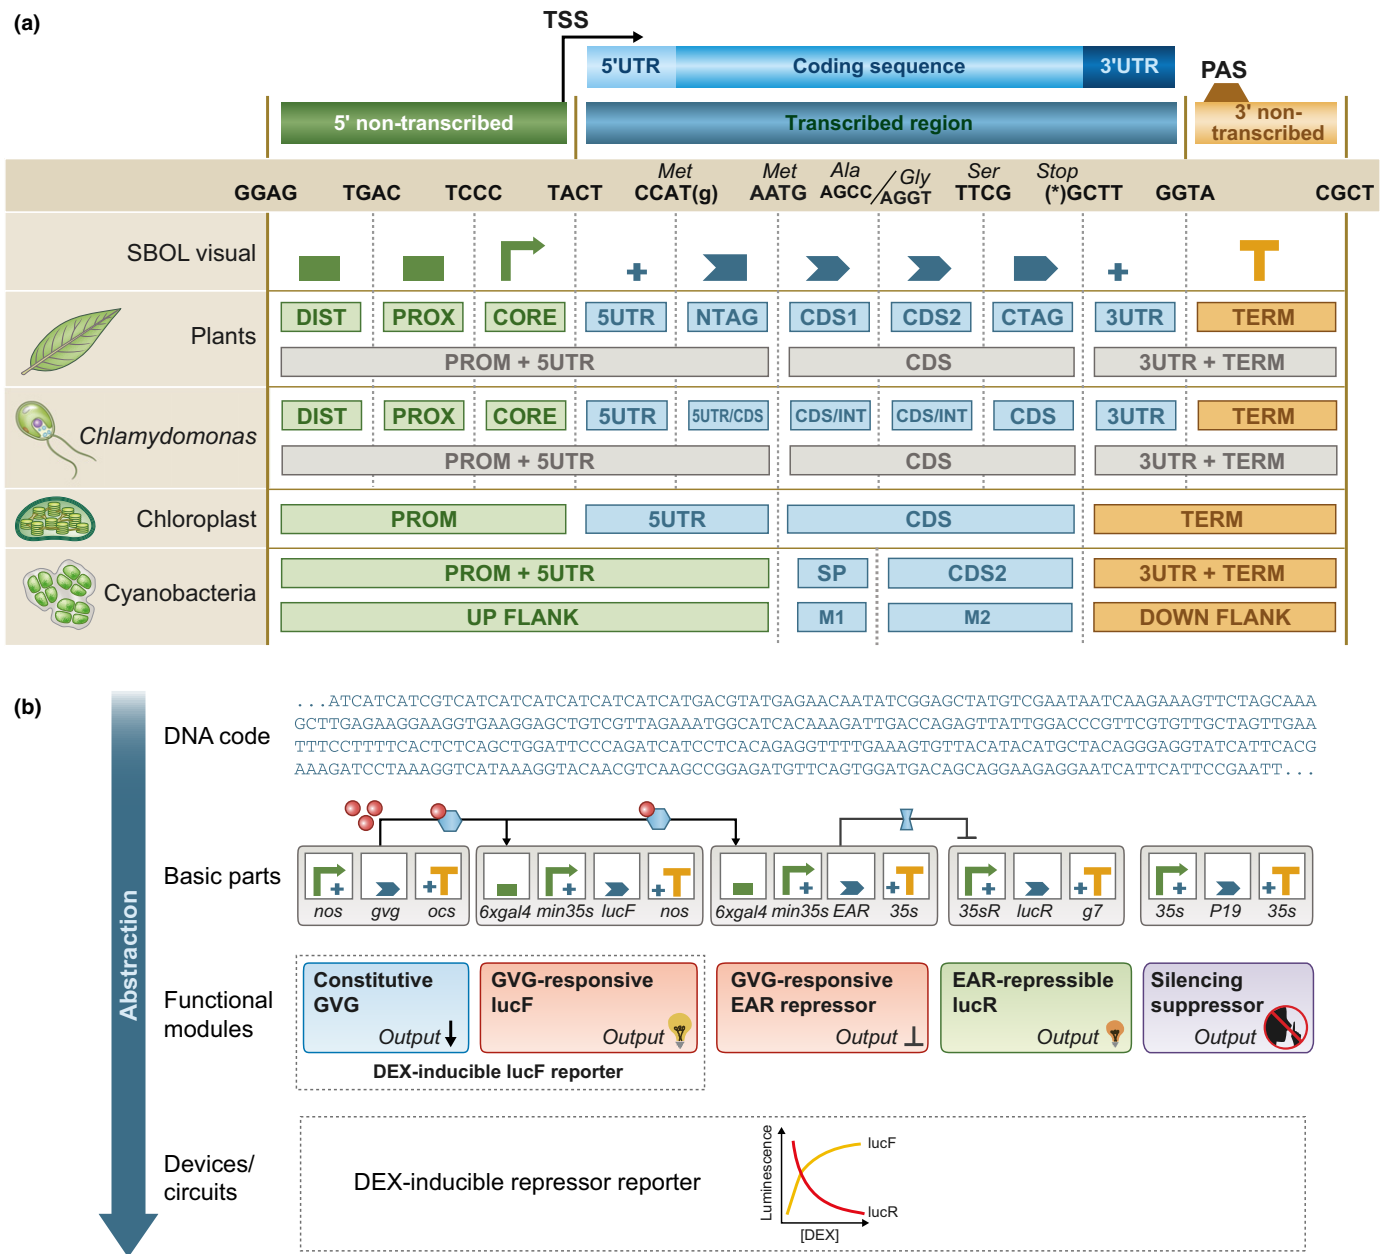 (a)
TSS
5'UTR Coding sequence 3'UTR
PAS
5' non-transcribed Transcribed region 3' non-
transcribed
Met Met Ala Gly Ser Stop
GGAG TGAC TCCC TACT CCAT(g) AATG AGCC/AGGT TTCG (*)GCTT GGTA CGCT
SBOL visual
Plants
DIST PROX CORE 5UTR NTAG CDS1 CDS2 CTAG 3UTR TERM
PROM + 5UTR CDS 3UTR + TERM
Chlamydomonas
DIST PROX CORE 5UTR 5UTR/CDS CDS/INT CDS/INT CDS 3UTR TERM
PROM + 5UTR CDS 3UTR + TERM
Chloroplast PROM 5UTR CDS TERM
Cyanobacteria
PROM + 5UTR SP CDS2 3UTR + TERM
UP FLANK M1 M2 DOWN FLANK
(b)
Abstraction
DNA code
...ATCATCATCGTCATCATCATCATCATCATCATGACGTATGAGAACAATATCGGAGCTATGTCGAATAATCAAGAAAGTTCTAGCAAA
GCTTGAGAAGGAAGGTGAAGGAGCTGTCGTTAGAAATGGCATCACAAAGATTGACCAGAGTTATTGGACCCGTTCGTGTTGCTAGTTGAA
TTTCCTTTTCACTCTCAGCTGGATTCCCAGATCATCCTCACAGAGGTTTTGAAAGTGTTACATACATGCTACAGGGAGGTATCATTCACG
AAAGATCCTAAAGGTCATAAAGGTACAACGTCAAGCCGGAGATGTTCAGTGGATGACAGCAGGAAGAGGAATCATTCATTCCGAATT...
Basic parts
nos gvg ocs 6xgal4 min35s lucF nos 6xgal4 min35s EAR 35s 35sR lucR g7 35s P19 35s
Functional
modules
Constitutive
GVG
Output
GVG-responsive
lucF
Output
GVG-responsive
EAR repressor
Output
EAR-repressible
lucR
Output
Silencing
suppressor
Output
DEX-inducible lucF reporter
Devices/
circuits
DEX-inducible repressor reporter
Luminescence
lucF
lucR
[DEX]